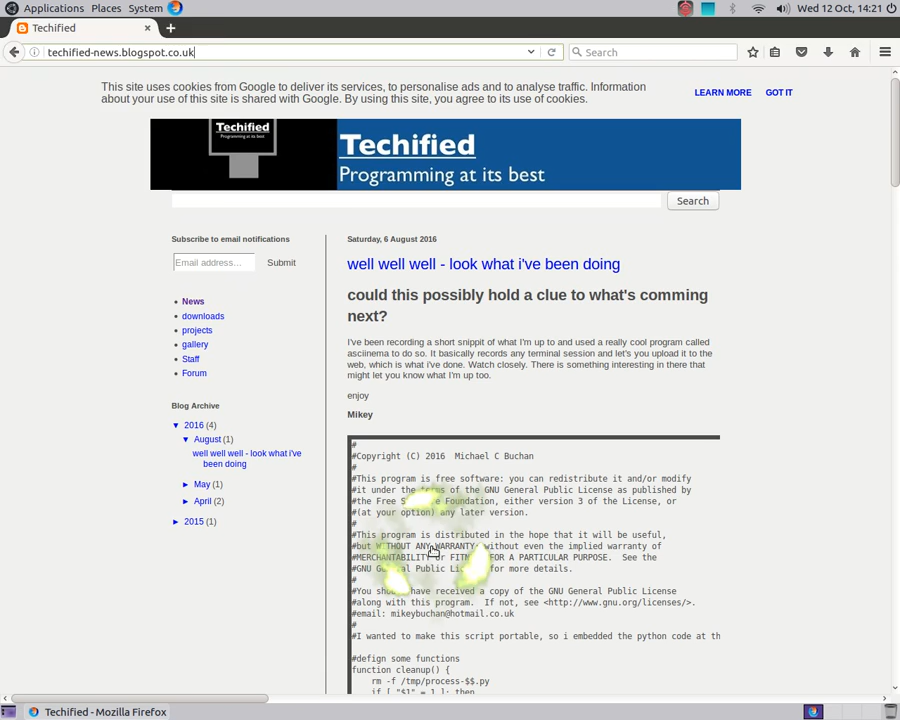 Applications Places System Wed 12 Oct, 14:21
Techified
techified-news.blogspot.co.uk Search
This site uses cookies from Google to deliver its services, to personalise ads and to analyse traffic. Information
about your use of this site is shared with Google. By using this site, you agree to its use of cookies.
LEARN MORE GOT IT
Techified
Programming at its best
Techified
Programming at its best
Search
Subscribe to email notifications
Email address... Submit
News
downloads
projects
gallery
Staff
Forum
Blog Archive
▼ 2016 (4)
▼ August (1)
well well well - look what i've
been doing
► May (1)
► April (2)
► 2015 (1)
Saturday, 6 August 2016
well well well - look what i've been doing
could this possibly hold a clue to what's comming
next?
I've been recording a short snippit of what I'm up to and used a really cool program called
asciinema to do so. It basically records any terminal session and let's you upload it to the
web, which is what i've done. Watch closely. There is something interesting in there that
might let you know what I'm up too.
enjoy
Mikey
#
#Copyright (C) 2016 Michael C Buchan
#
#This program is free software: you can redistribute it and/or modify
#it under the terms of the GNU General Public License as published by
#the Free Software Foundation, either version 3 of the License, or
#(at your option) any later version.
#
#This program is distributed in the hope that it will be useful,
#but WITHOUT ANY WARRANTY; without even the implied warranty of
#MERCHANTABILITY or FITNESS FOR A PARTICULAR PURPOSE. See the
#GNU General Public License for more details.
#
#You should have received a copy of the GNU General Public License
#along with this program. If not, see <http://www.gnu.org/licenses/>.
#email: mikeybuchan@hotmail.co.uk
#
#I wanted to make this script portable, so i embedded the python code at th
#defign some functions
function cleanup() {
rm -f /tmp/process-$$.py
if [ "$1" = 1 ]; then
Techified - Mozilla Firefox